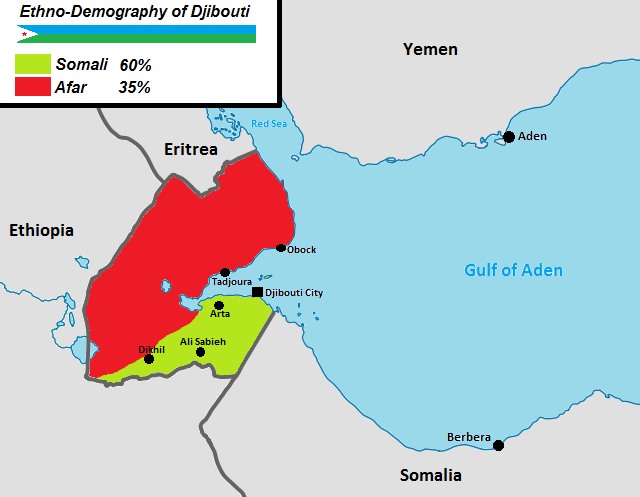 Ethno-Demography of Djibouti
Somali 60%
Afar 35%
Yemen
Red Sea
Aden
Eritrea
Ethiopia
Obock
Gulf of Aden
Tadjoura
Djibouti City
Arta
Ali Sabieh
Dikhil
Berbera
Somalia